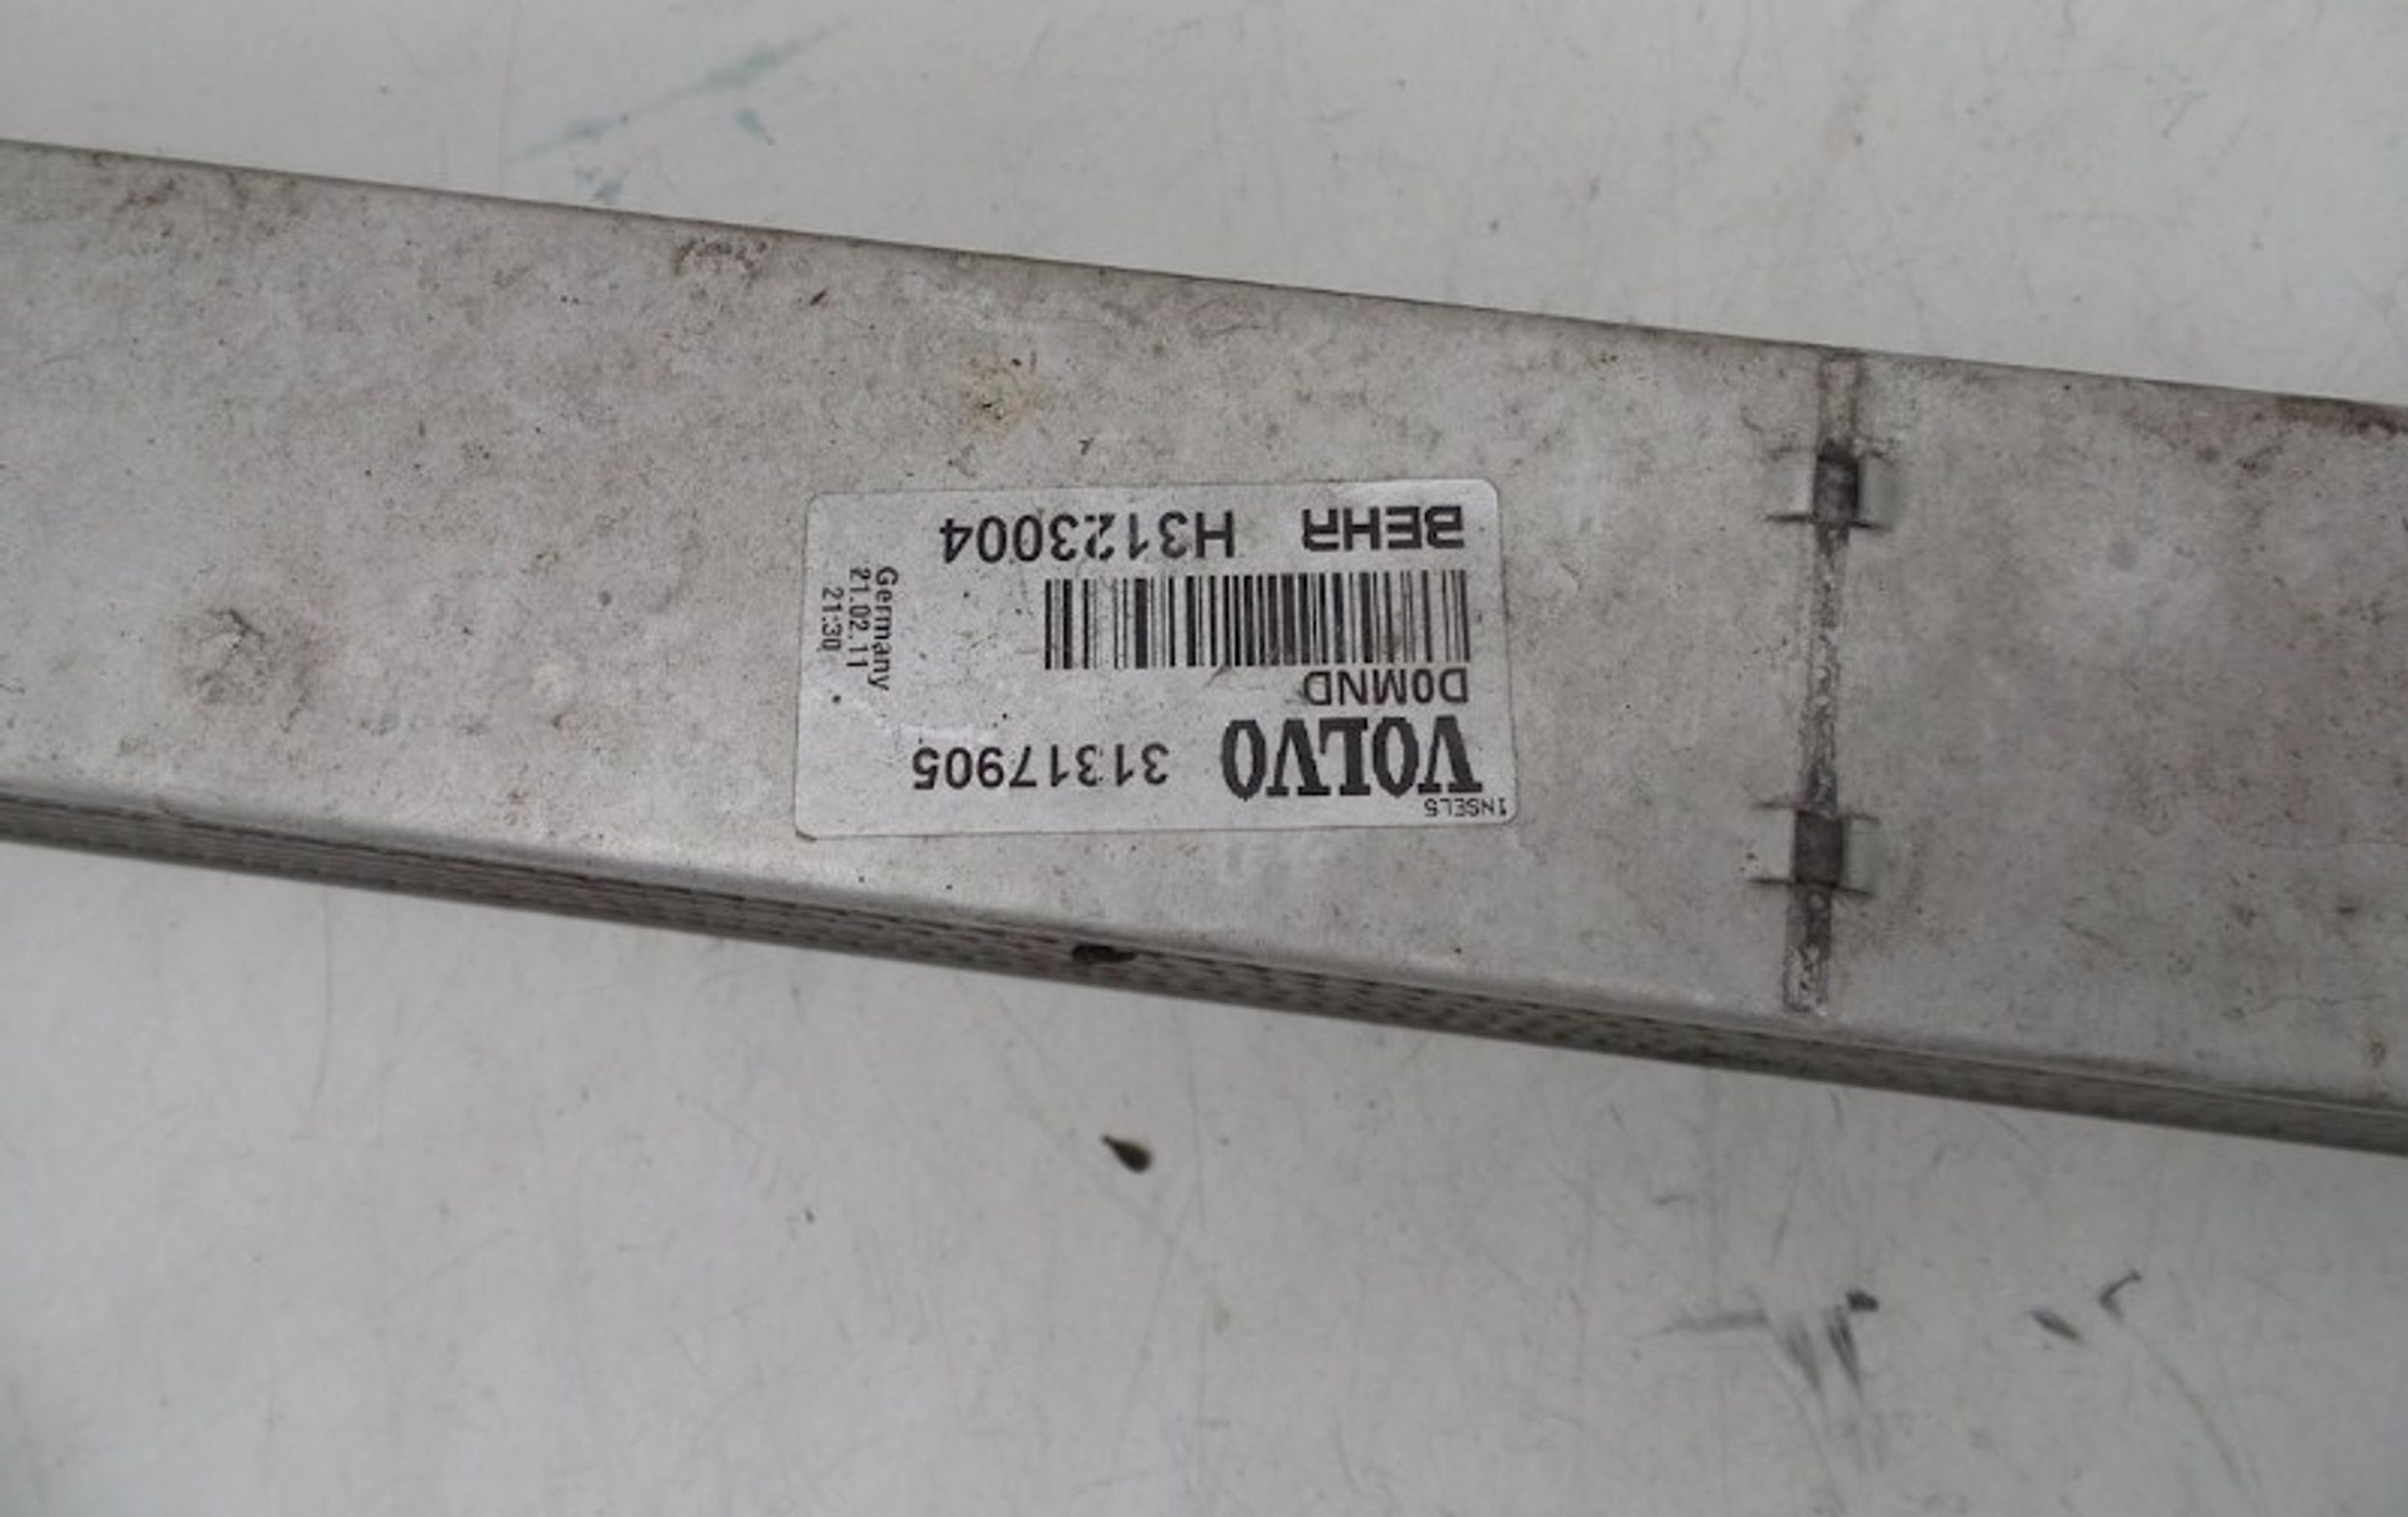 1NSEL5
VOLVO 31317905
D0MND
BEHR H3123004
Germany
21.02.11
21:30